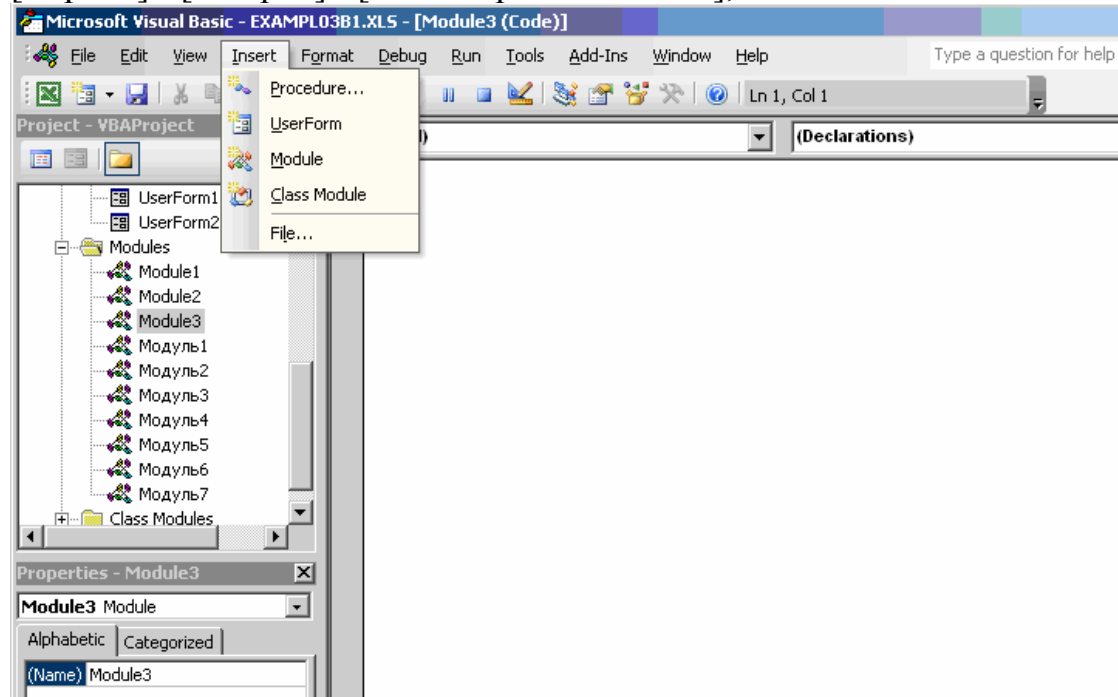 Microsoft Visual Basic - EXAMPL03B1.XLS - [Module3 (Code)]
File Edit View Insert Format Debug Run Tools Add-Ins Window Help Type a question for help
Procedure...
Ln 1, Col 1
Project - VBAProject
UserForm
(Declarations)
Module
Class Module
UserForm1
UserForm2
File...
Modules
Module1
Module2
Module3
Модуль1
Модуль2
Модуль3
Модуль4
Модуль5
Модуль6
Модуль7
Class Modules
Properties - Module3
Module3 Module
Alphabetic Categorized
(Name) Module3